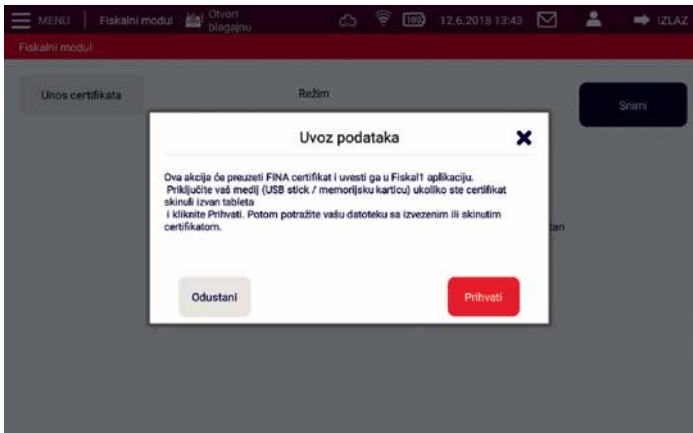 MENU
Fiskalni modul
Otvori
blagajnu
100
12.6.2018 13:43
IZLAZ
Fiskalni modul
Unos certifikata
Režim
Snimi
Uvoz podataka
Ova akcija će preuzeti FINA certifikat i uvesti ga u Fiskal1 aplikaciju.
Priključite vaš medij (USB stick / memorijsku karticu) ukoliko ste certifikat
skinuli izvan tableta
i kliknite Prihvati. Potom potražite vašu datoteku sa izvezenim ili skinutim
certifikatom.
Odustani
Prihvati